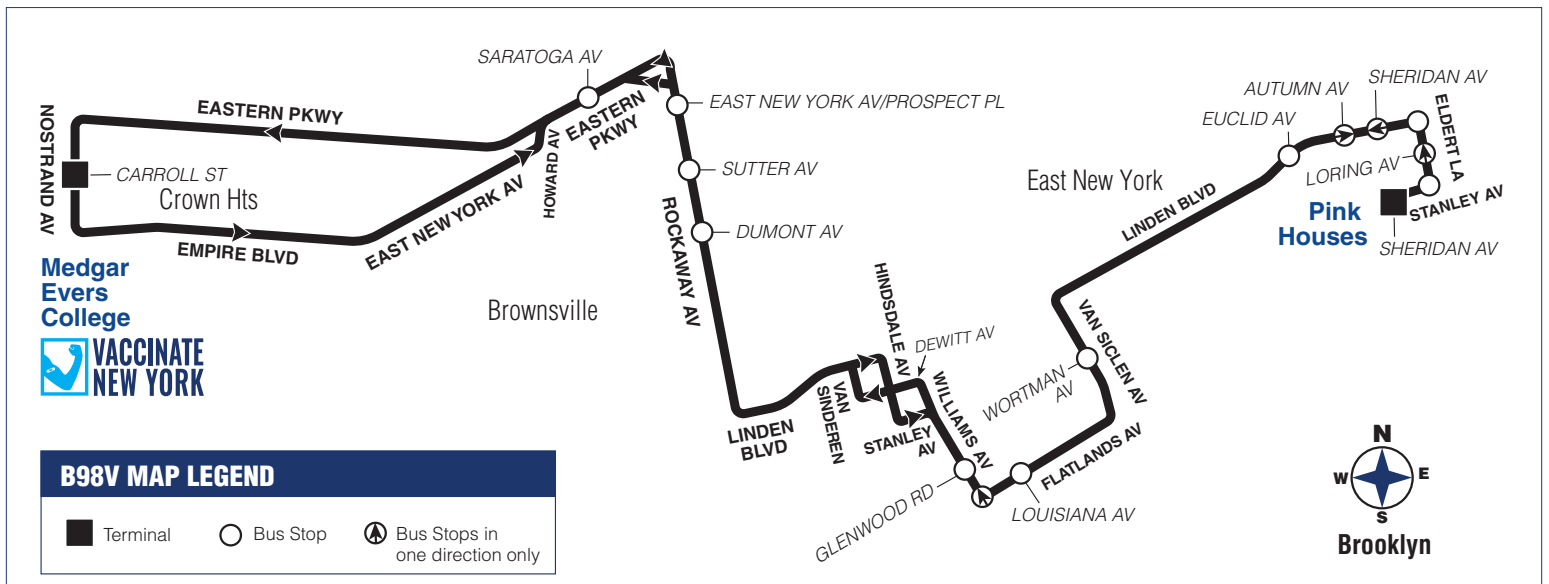 SARATOGA AV
NOSTRAND AV
EASTERN PKWY
CARROLL ST
Crown Hts
EMPIRE BLVD
EAST NEW YORK AV
HOWARD AV
EASTERN
PKWY
EAST NEW YORK AV/PROSPECT PL
SUTTER AV
DUMONT AV
ROCKAWAY AV
Medgar
Evers
College
VACCINATE
NEW YORK
Brownsville
LINDEN
BLVD
VAN
SINDEREN
HINDSDALE AV
DEWITT AV
STANLEY
AV
WILLIAMS AV
GLENWOOD RD
LOUISIANA AV
FLATLANDS AV
WORTMAN
AV
VAN SICLEN AV
East New York
LINDEN BLVD
EUCLID AV
AUTUMN AV
SHERIDAN AV
ELDERT LA
LORING AV
STANLEY AV
Pink
Houses
SHERIDAN AV
B98V MAP LEGEND
Terminal
Bus Stop
Bus Stops in
one direction only
N
W
E
S
Brooklyn